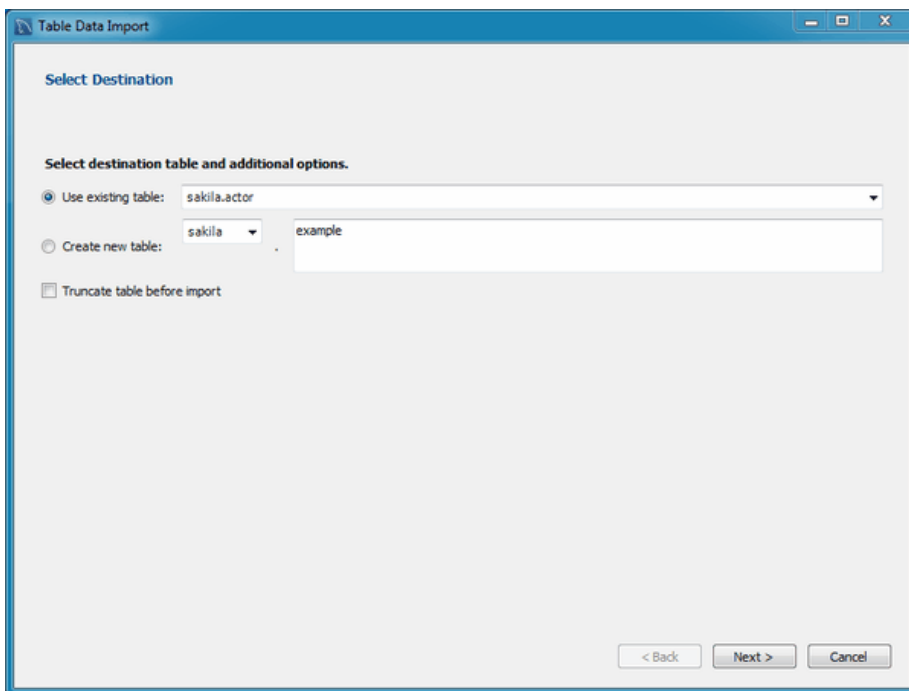 Table Data Import
Select Destination
Select destination table and additional options.
Use existing table: sakila.actor
Create new table: sakila . example
Truncate table before import
< Back Next > Cancel